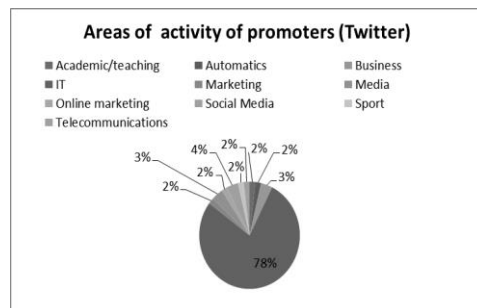 Areas of activity of promoters (Twitter)
Academic/teaching Automatics Business
IT Marketing Media
Online marketing Social Media Sport
Telecommunications
2% 2%
4% 2%
3% 2%
2% 3%
2%
78%